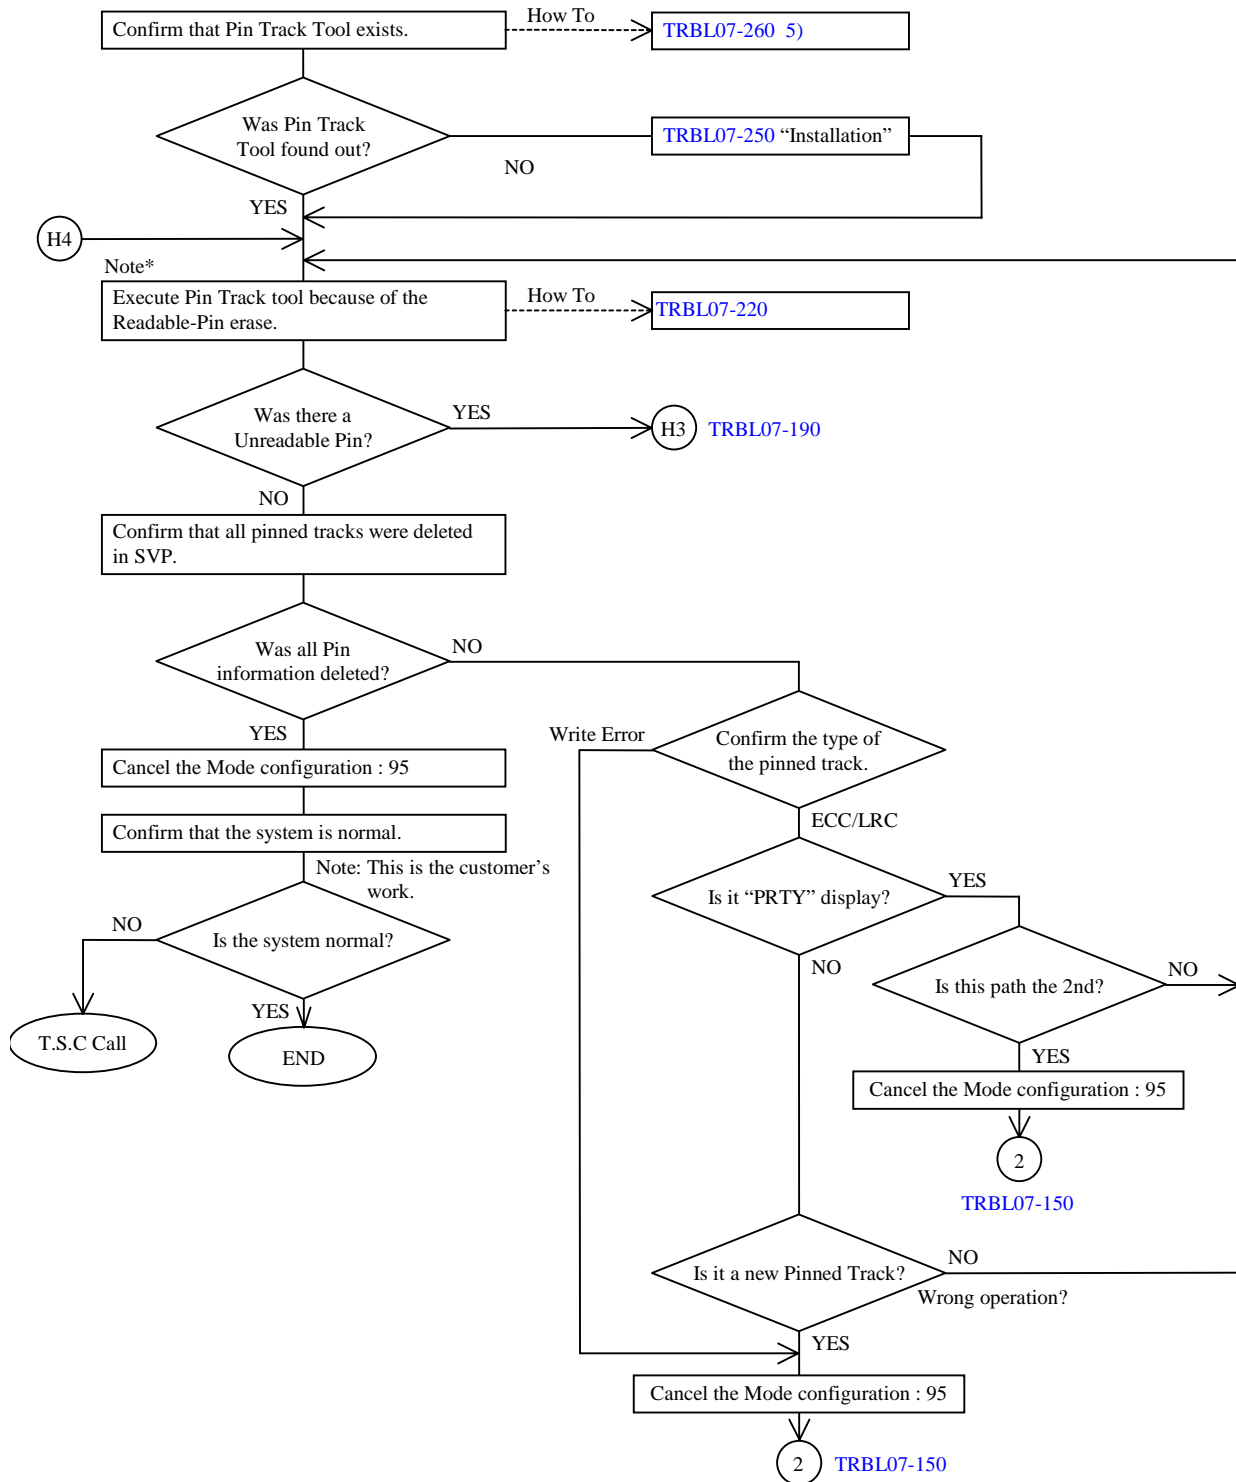 Confirm that Pin Track Tool exists.
How To
TRBL07-260  5)
Was Pin Track
Tool found out?
NO
TRBL07-250 “Installation”
YES
H4
Note*
Execute Pin Track tool because of the
Readable-Pin erase.
How To
TRBL07-220
Was there a
Unreadable Pin?
YES
H3
TRBL07-190
NO
Confirm that all pinned tracks were deleted
in SVP.
Was all Pin
information deleted?
NO
YES
Write Error
Confirm the type of
the pinned track.
Cancel the Mode configuration : 95
ECC/LRC
Confirm that the system is normal.
Note: This is the customer’s
work.
Is it “PRTY” display?
YES
NO
Is the system normal?
NO
Is this path the 2nd?
NO
YES
T.S.C Call
END
YES
Cancel the Mode configuration : 95
2
TRBL07-150
Is it a new Pinned Track?
NO
Wrong operation?
YES
Cancel the Mode configuration : 95
2
TRBL07-150